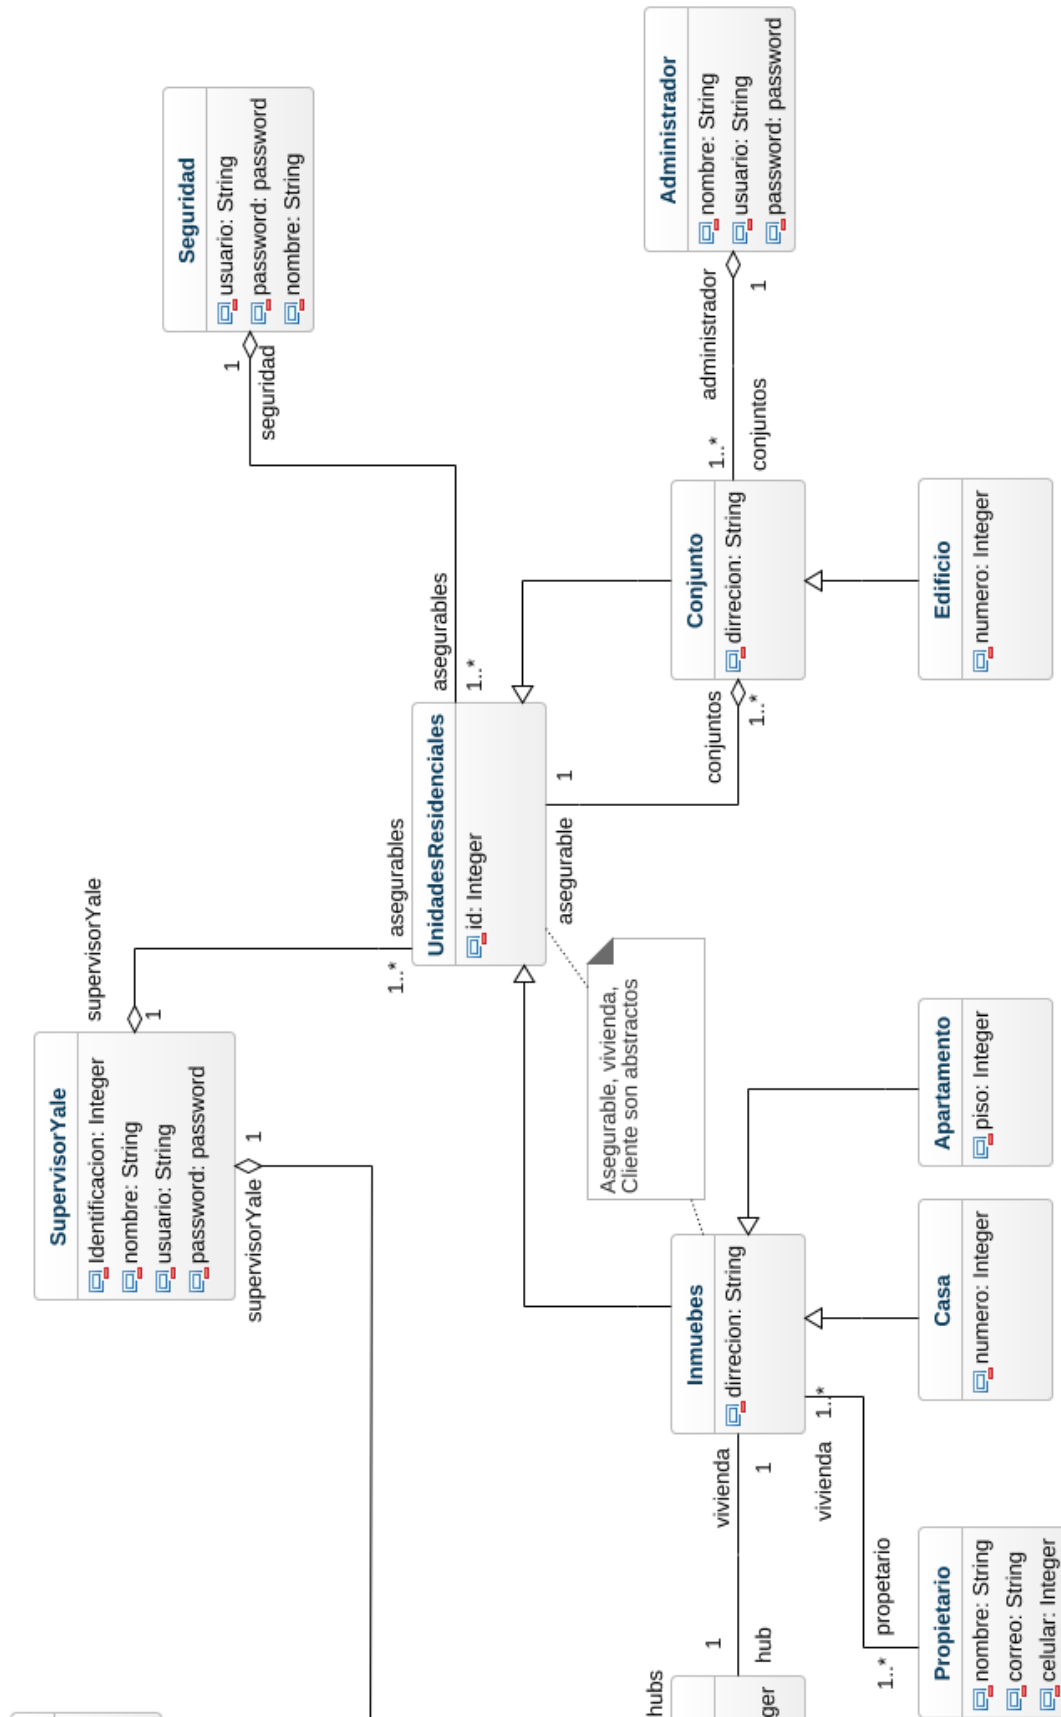 SupervisorYale
Identificacion: Integer
nombre: String
usuario: String
password: password
supervisorYale
1
supervisorYale
1
Seguridad
usuario: String
password: password
nombre: String
1
seguridad
asegurables
1..*
asegurables
1..*
UnidadesResidenciales
id: Integer
asegurable
1
Asegurable, vivienda,
Cliente son abstractos
conjuntos
1..*
Administrador
nombre: String
usuario: String
password: password
administrador
1
1..*
conjuntos
Conjunto
dirrecion: String
Edificio
numero: Integer
Inmuebes
dirrecion: String
Apartamento
piso: Integer
Casa
numero: Integer
vivienda
1
1..*
vivienda
propetario
1..*
1
hub
hubs
ger
Propietario
nombre: String
correo: String
celular: Integer